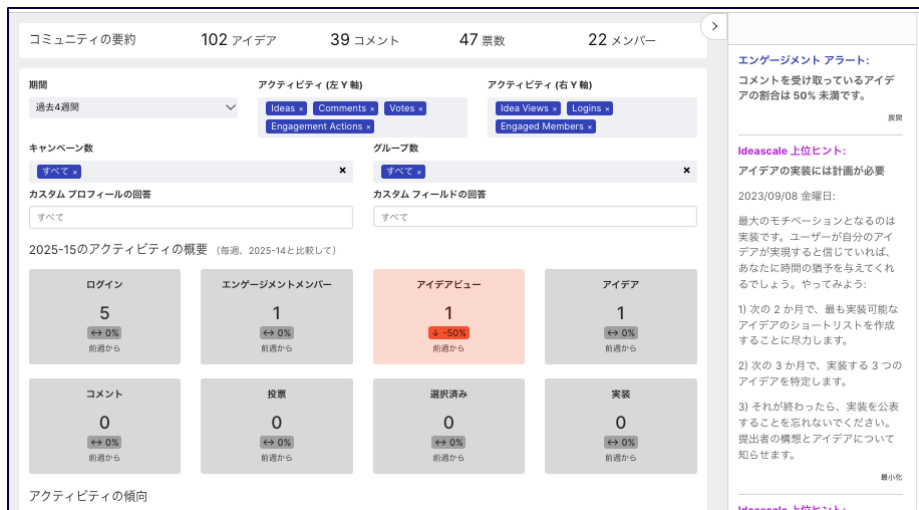 コミュニティの要約
102 アイデア
39 コメント
47 票数
22 メンバー
期間
過去4週間
アクティビティ (左 Y 軸)
Ideas × Comments × Votes ×
Engagement Actions ×
アクティビティ (右 Y 軸)
Idea Views × Logins ×
Engaged Members ×
キャンペーン数
すべて × ×
グループ数
すべて × ×
カスタム プロフィールの回答
すべて
カスタム フィールドの回答
すべて
2025-15のアクティビティの概要 (毎週、2025-14と比較して)
ログイン
5
↔ 0%
前週から
エンゲージメントメンバー
1
↔ 0%
前週から
アイデアビュー
1
↓ -50%
前週から
アイデア
1
↔ 0%
前週から
コメント
0
↔ 0%
前週から
投票
0
↔ 0%
前週から
選択済み
0
↔ 0%
前週から
実装
0
↔ 0%
前週から
アクティビティの傾向
エンゲージメント アラート:
コメントを受け取っているアイデ
アの割合は 50% 未満です。
展開
Ideascale 上位ヒント:
アイデアの実装には計画が必要
2023/09/08 金曜日:
最大のモチベーションとなるのは
実装です。ユーザーが自分のアイ
デアが実現すると信じていれば、
あなたに時間の猶予を与えてくれ
るでしょう。やってみよう:
1) 次の 2 か月で、最も実装可能な
アイデアのショートリストを作成
することに尽力します。
2) 次の 3 か月で、実装する 3 つの
アイデアを特定します。
3) それが終わったら、実装を公表
することを忘れないでください。
提出者の構想とアイデアについて
知らせます。
最小化
Ideascale 上位ヒント: